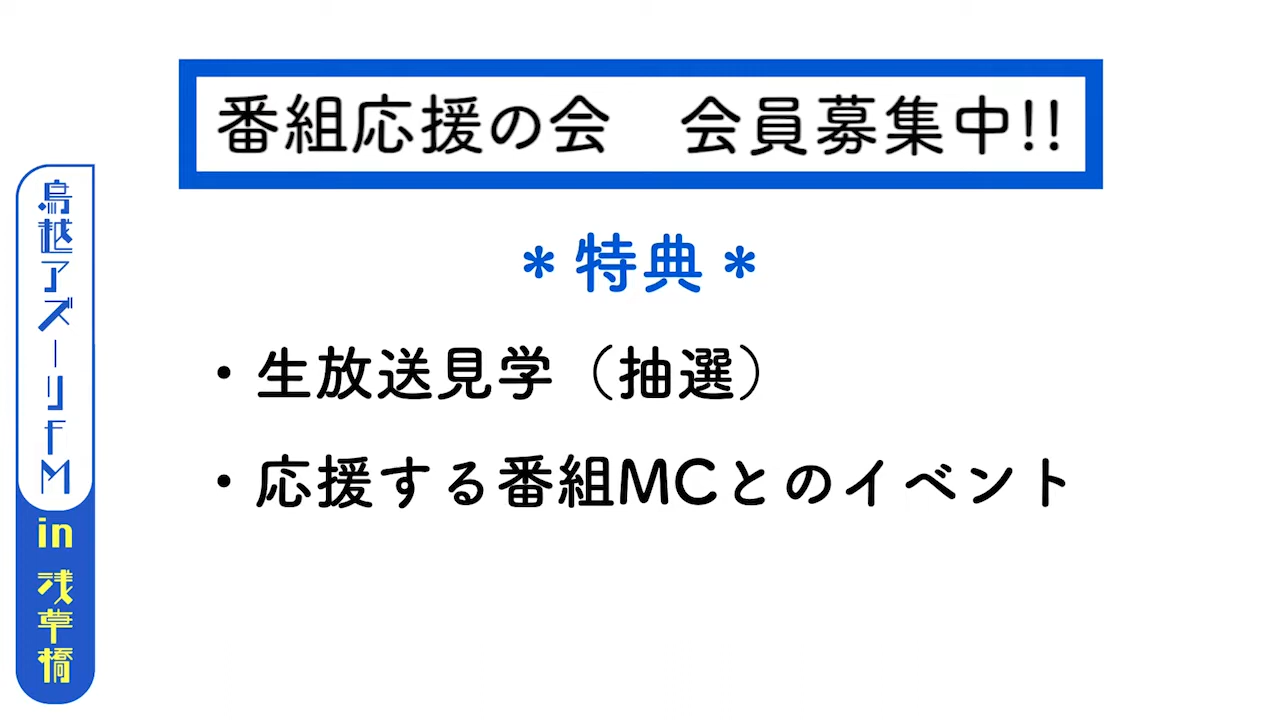 番組応援の会　会員募集中!!
＊特典＊
・生放送見学（抽選）
・応援する番組MCとのイベント
鳥越アズーリFM in 浅草橋